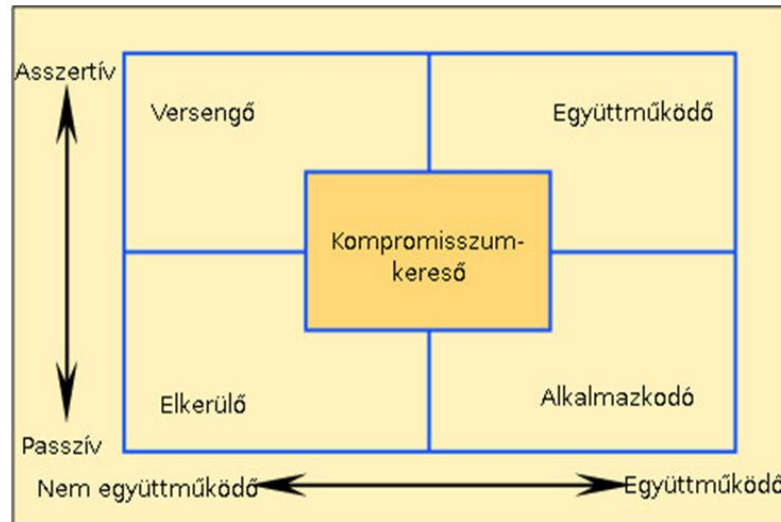 Asszertív
Versengő
Együttműködő
Kompromisszum-
kereső
Elkerülő
Alkalmazkodó
Passzív
Nem együttműködő
Együttműködő